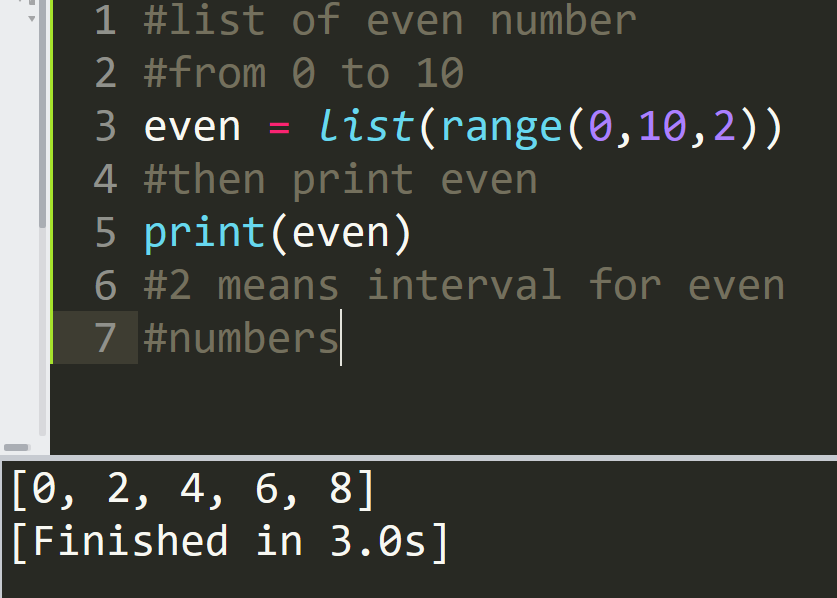 1 #list of even number
2 #from 0 to 10
3 even = list(range(0,10,2))
4 #then print even
5 print(even)
6 #2 means interval for even
7 #numbers
[0, 2, 4, 6, 8]
[Finished in 3.0s]